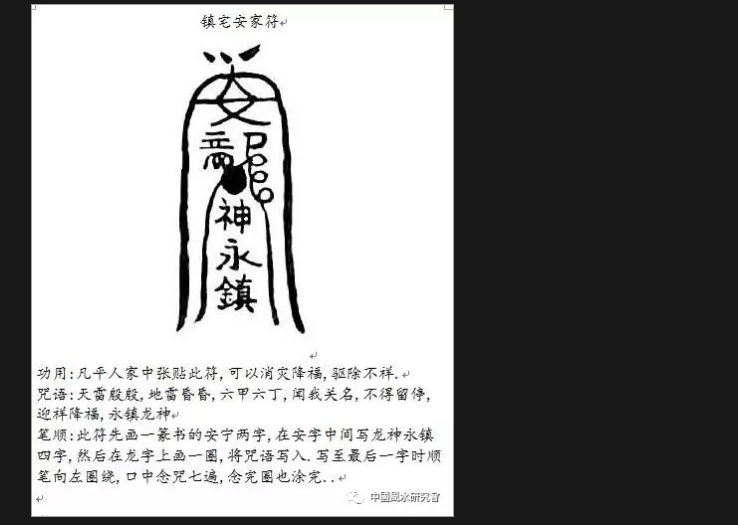 镇宅安家符
安
龍
神
永
鎮
功用:凡平人家中张贴此符,可以消灾降福,驱除不祥.
咒语:天雷殷殷,地雷昏昏,六甲六丁,闻我关名,不得留停,
迎祥降福,永镇龙神
笔顺:此符先画一篆书的安宁两字,在安字中间写龙神永镇
四字,然后在龙字上画一圈,将咒语写入.写至最后一字时顺
笔向左围绕,口中念咒七遍,念完圈也涂完..
中國風水研究會